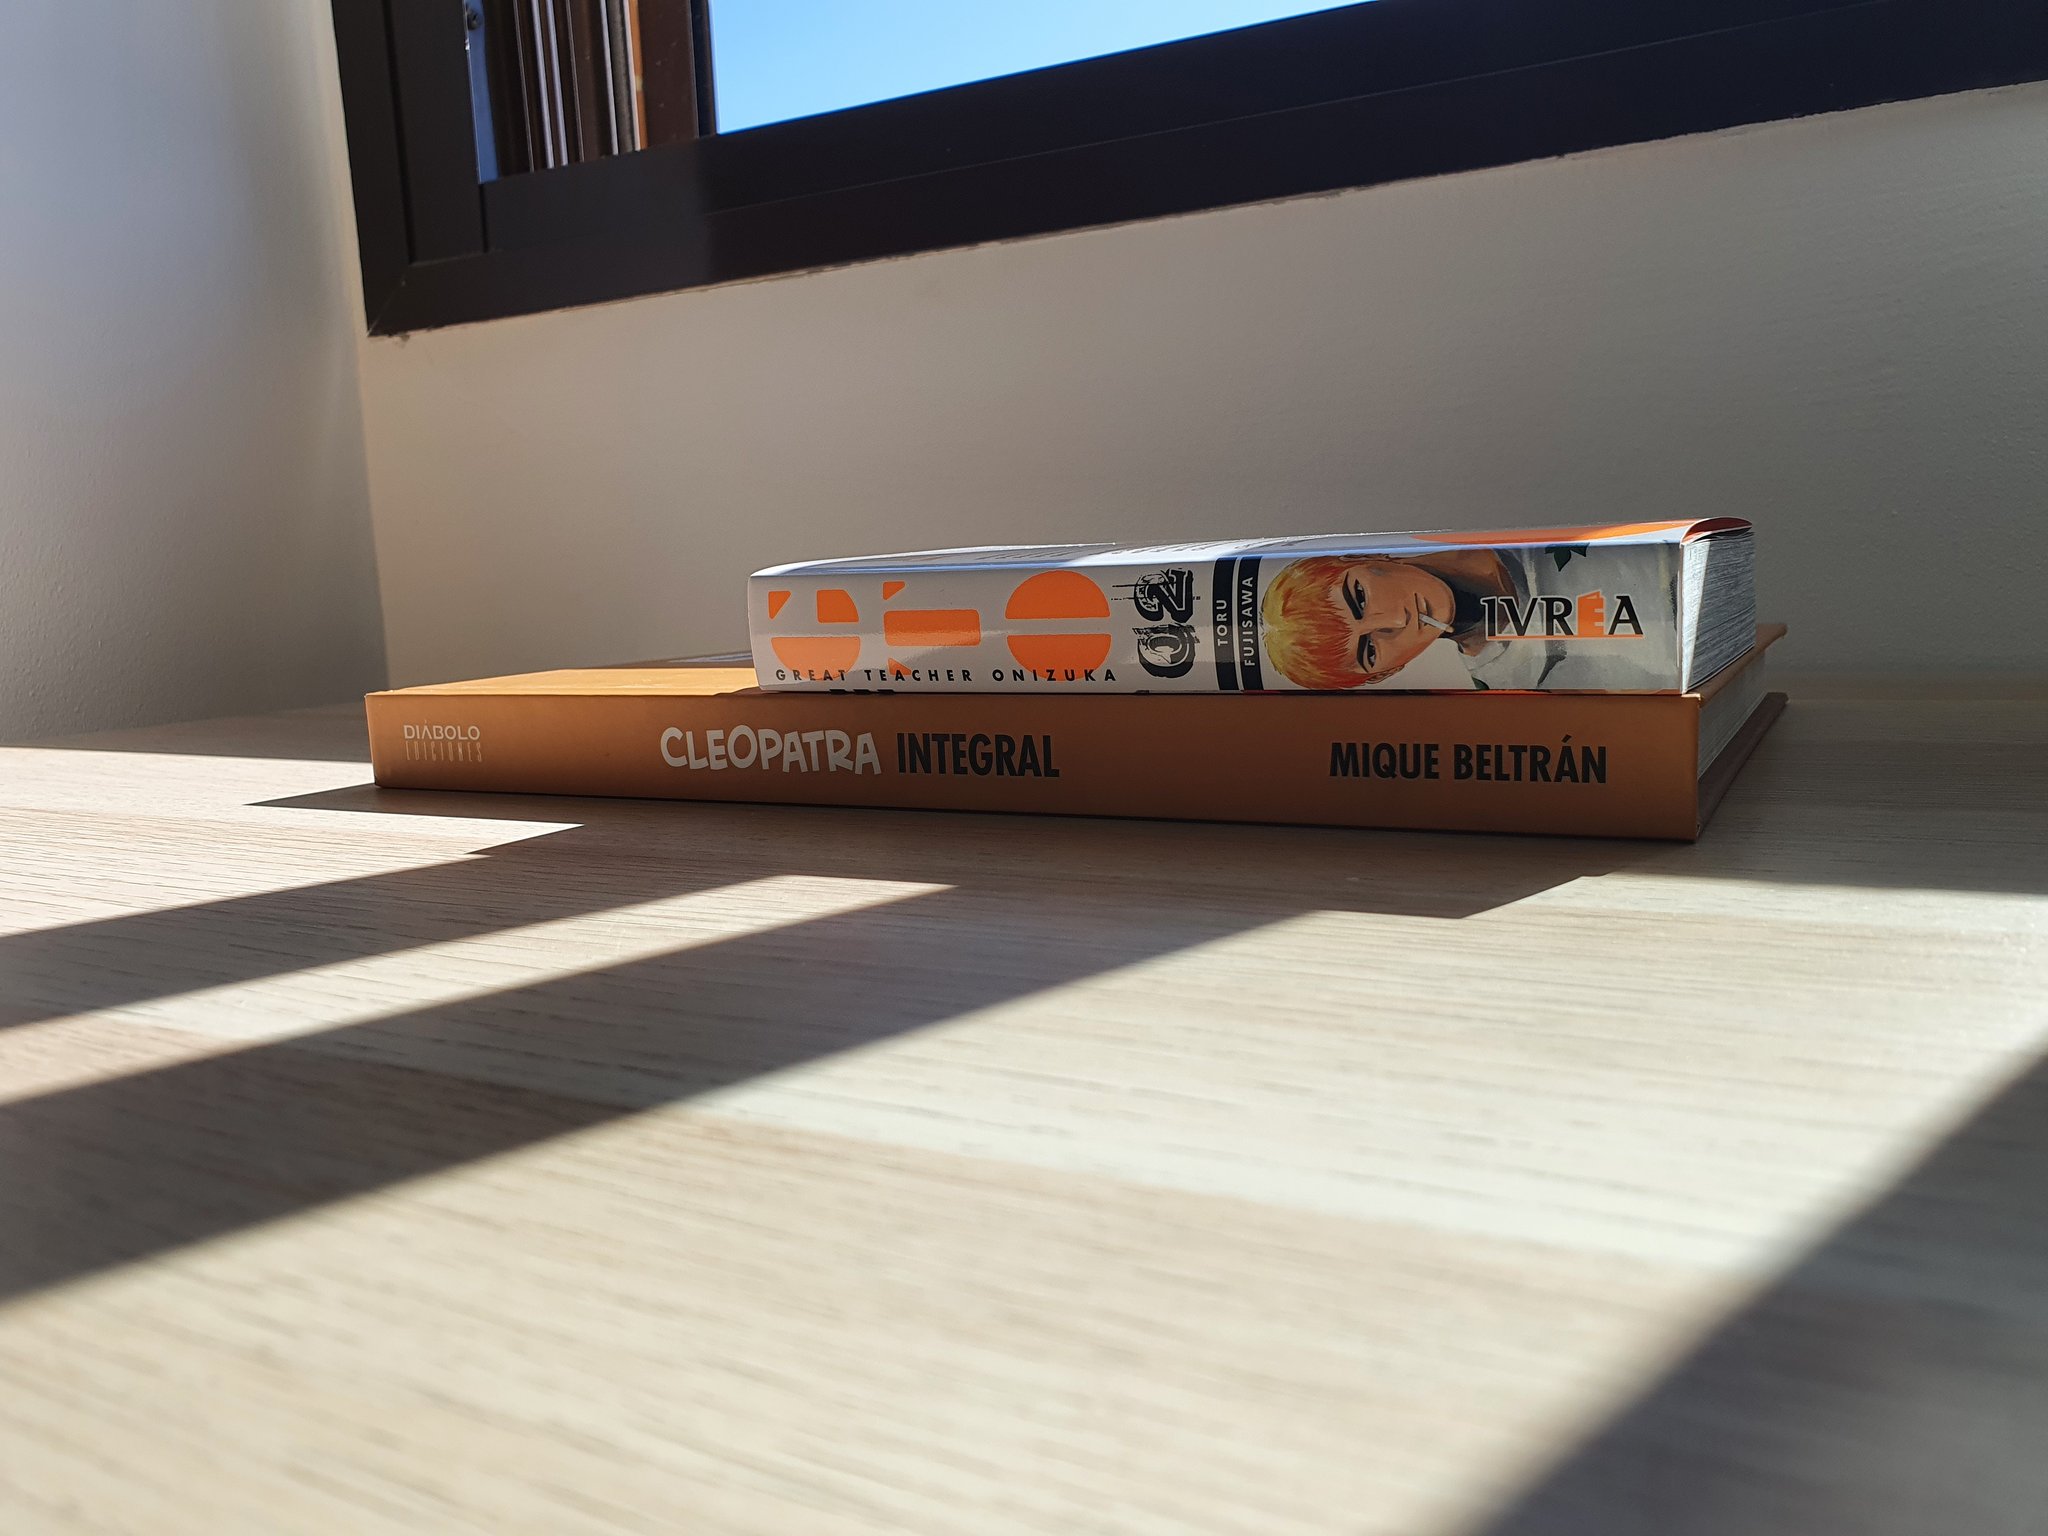 GTO
GREAT TEACHER ONIZUKA
02
TORU
FUJISAWA
IVREA
DIÁBOLO
EDICIONES
CLEOPATRA INTEGRAL
MIQUE BELTRÁN